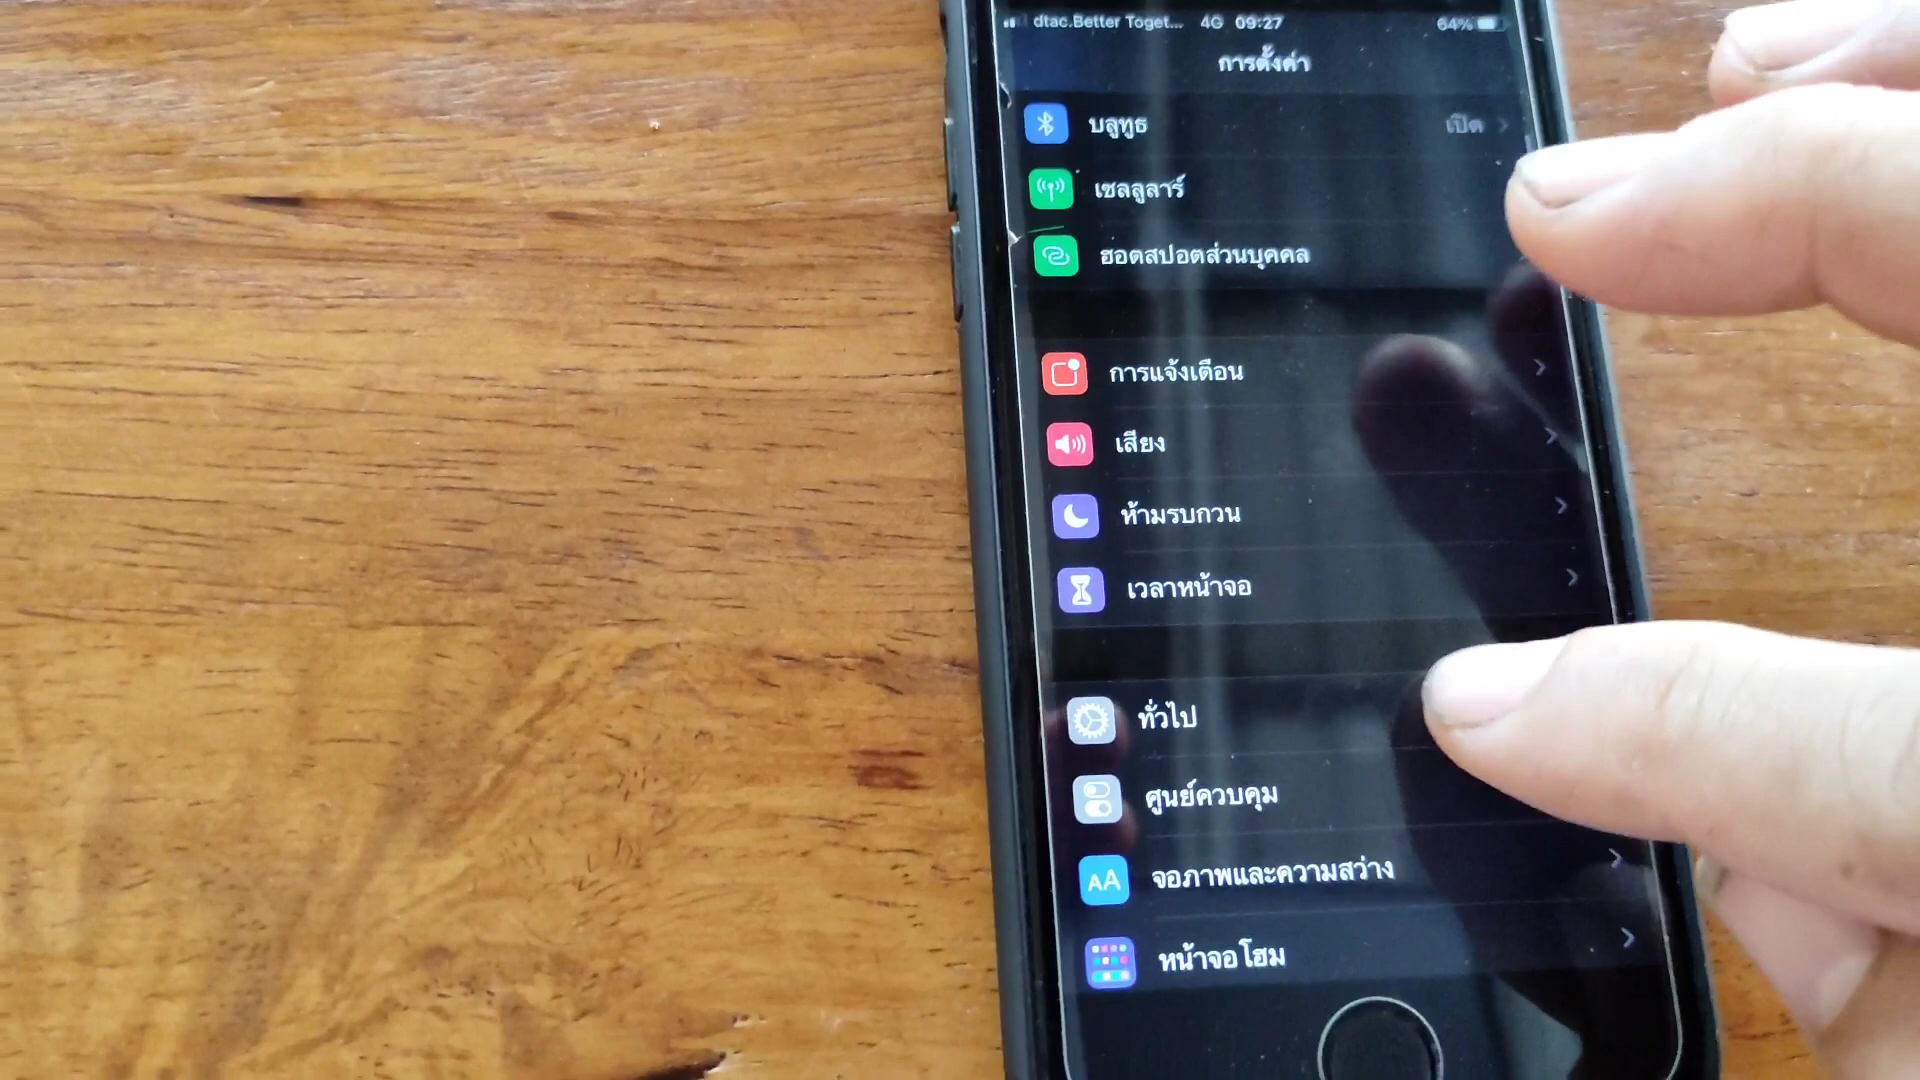 dtac.Better Toget... 4G 09:27 64%
การตั้งค่า
บลูทูธ เปิด
เซลลูลาร์
ฮอตสปอตส่วนบุคคล
การแจ้งเตือน
เสียง
ห้ามรบกวน
เวลาหน้าจอ
ทั่วไป
ศูนย์ควบคุม
AA จอภาพและความสว่าง
หน้าจอโฮม